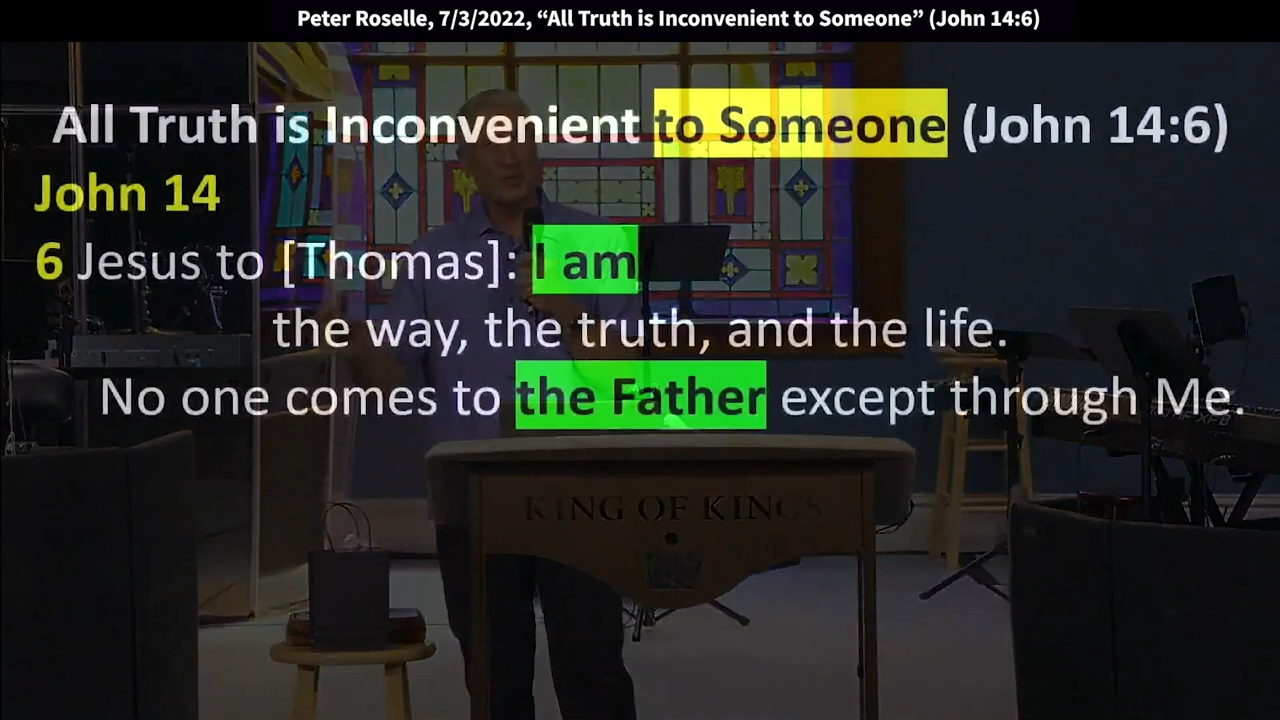 Peter Roselle, 7/3/2022, “All Truth is Inconvenient to Someone” (John 14:6)
All Truth is Inconvenient to Someone (John 14:6)
John 14
6 Jesus to [Thomas]: I am
the way, the truth, and the life.
No one comes to the Father except through Me.
KING OF KINGS